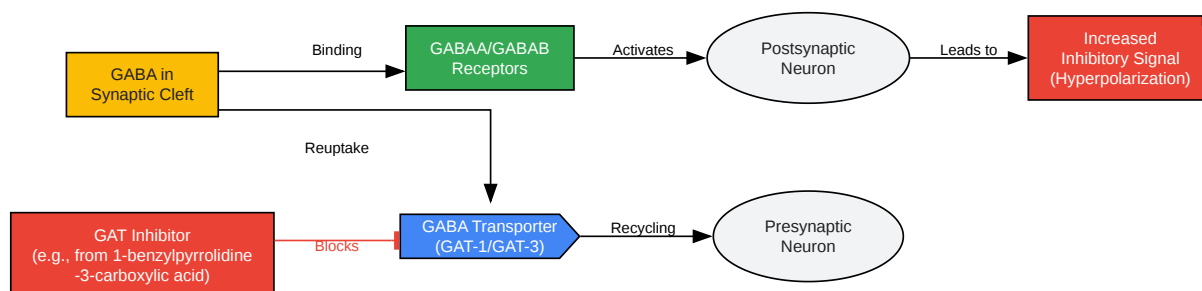 GABA in
Synaptic Cleft
Binding
GABAA/GABAB
Receptors
Activates
Postsynaptic
Neuron
Leads to
Increased
Inhibitory Signal
(Hyperpolarization)
Reuptake
GAT Inhibitor
(e.g., from 1-benzylpyrrolidine
-3-carboxylic acid)
Blocks
GABA Transporter
(GAT-1/GAT-3)
Recycling
Presynaptic
Neuron